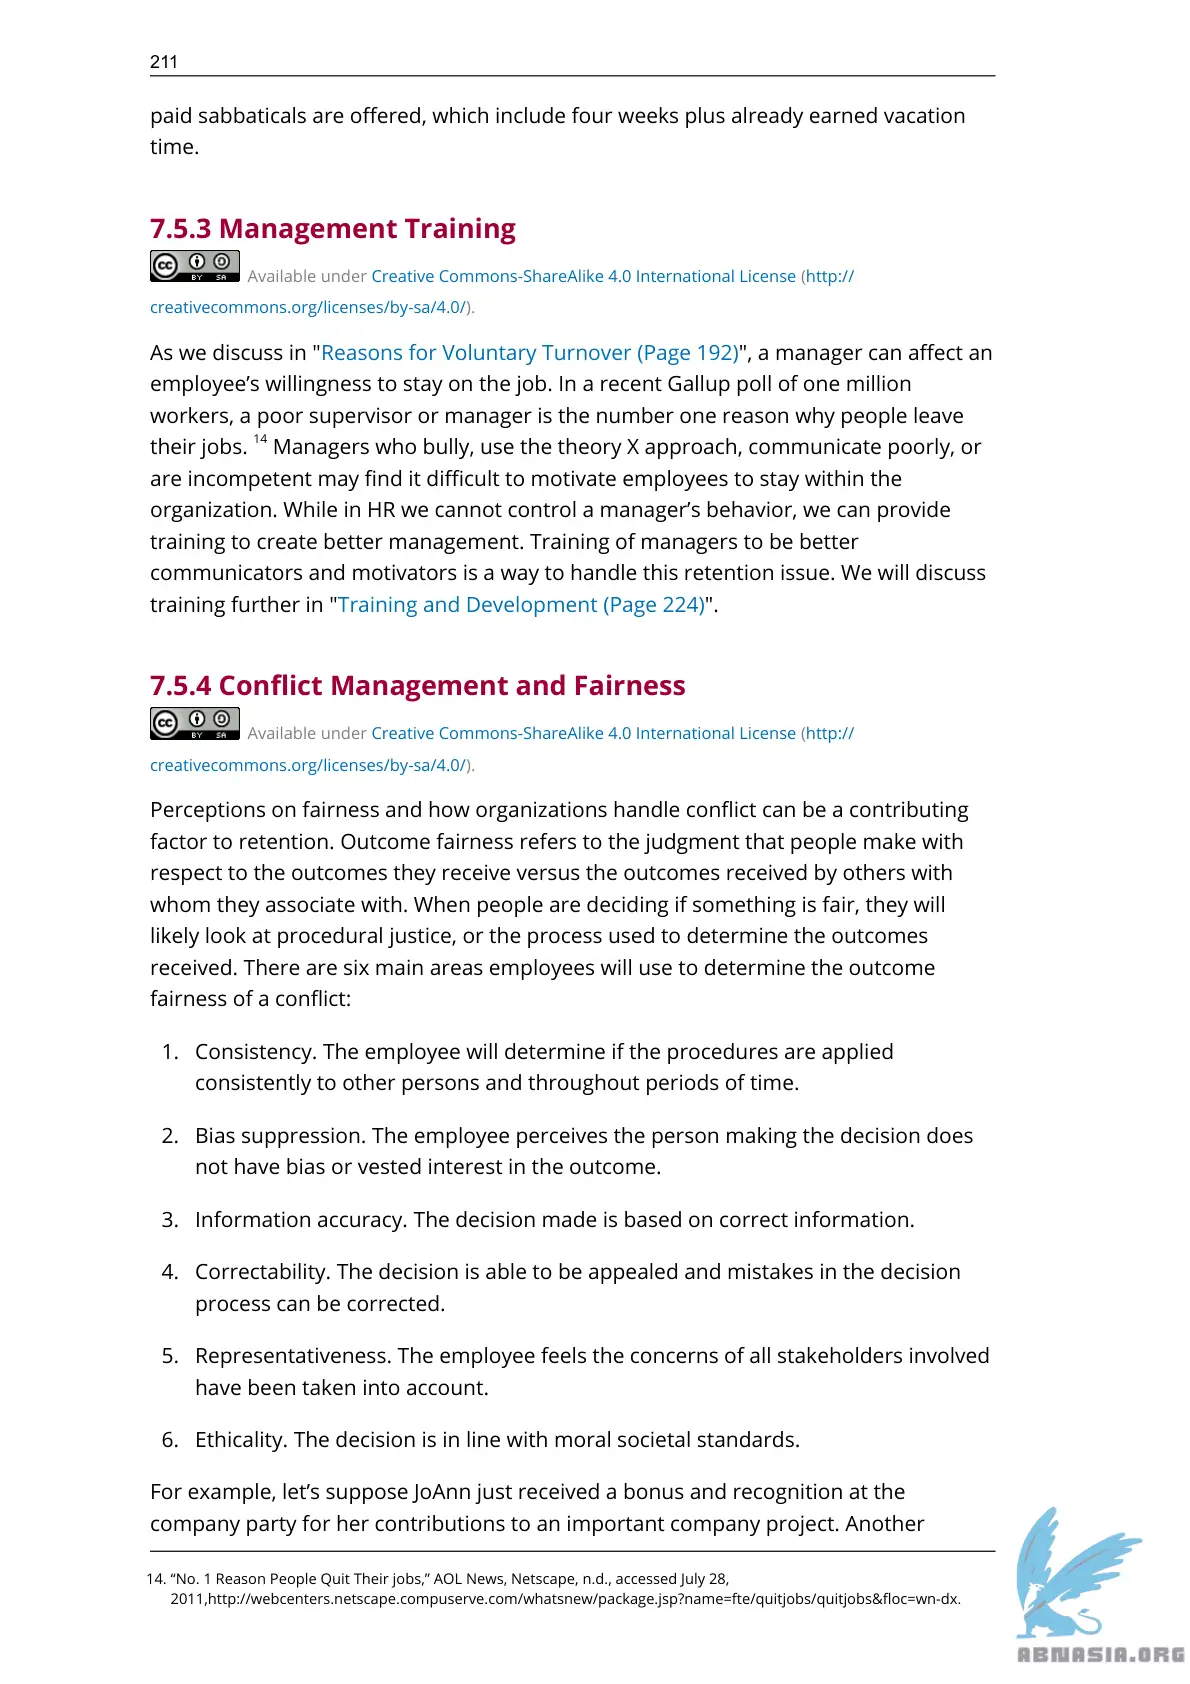 211
paid sabbaticals are offered, which include four weeks plus already earned vacation
time.
7.5.3 Management Training
cc BY SA Available under Creative Commons-ShareAlike 4.0 International License (http://
creativecommons.org/licenses/by-sa/4.0/).
As we discuss in "Reasons for Voluntary Turnover (Page 192)", a manager can affect an
employee’s willingness to stay on the job. In a recent Gallup poll of one million
workers, a poor supervisor or manager is the number one reason why people leave
their jobs. 14 Managers who bully, use the theory X approach, communicate poorly, or
are incompetent may find it difficult to motivate employees to stay within the
organization. While in HR we cannot control a manager’s behavior, we can provide
training to create better management. Training of managers to be better
communicators and motivators is a way to handle this retention issue. We will discuss
training further in "Training and Development (Page 224)".
7.5.4 Conflict Management and Fairness
cc BY SA Available under Creative Commons-ShareAlike 4.0 International License (http://
creativecommons.org/licenses/by-sa/4.0/).
Perceptions on fairness and how organizations handle conflict can be a contributing
factor to retention. Outcome fairness refers to the judgment that people make with
respect to the outcomes they receive versus the outcomes received by others with
whom they associate with. When people are deciding if something is fair, they will
likely look at procedural justice, or the process used to determine the outcomes
received. There are six main areas employees will use to determine the outcome
fairness of a conflict:
1. Consistency. The employee will determine if the procedures are applied
consistently to other persons and throughout periods of time.
2. Bias suppression. The employee perceives the person making the decision does
not have bias or vested interest in the outcome.
3. Information accuracy. The decision made is based on correct information.
4. Correctability. The decision is able to be appealed and mistakes in the decision
process can be corrected.
5. Representativeness. The employee feels the concerns of all stakeholders involved
have been taken into account.
6. Ethicality. The decision is in line with moral societal standards.
For example, let’s suppose JoAnn just received a bonus and recognition at the
company party for her contributions to an important company project. Another
14. “No. 1 Reason People Quit Their jobs,” AOL News, Netscape, n.d., accessed July 28,
2011,http://webcenters.netscape.compuserve.com/whatsnew/package.jsp?name=fte/quitjobs/quitjobs&floc=wn-dx.
ABNASIA.ORG